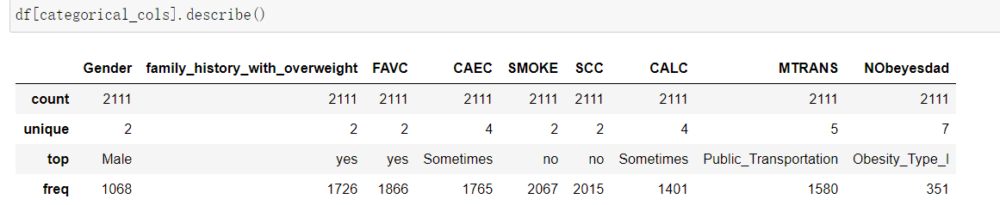 df[categorical_cols].describe()
Gender family_history_with_overweight FAVC CAEC SMOKE SCC CALC MTRANS NObeyesdad
count 2111 2111 2111 2111 2111 2111 2111 2111 2111
unique 2 2 2 4 2 2 4 5 7
top Male yes yes Sometimes no no Sometimes Public_Transportation Obesity_Type_I
freq 1068 1726 1866 1765 2067 2015 1401 1580 351